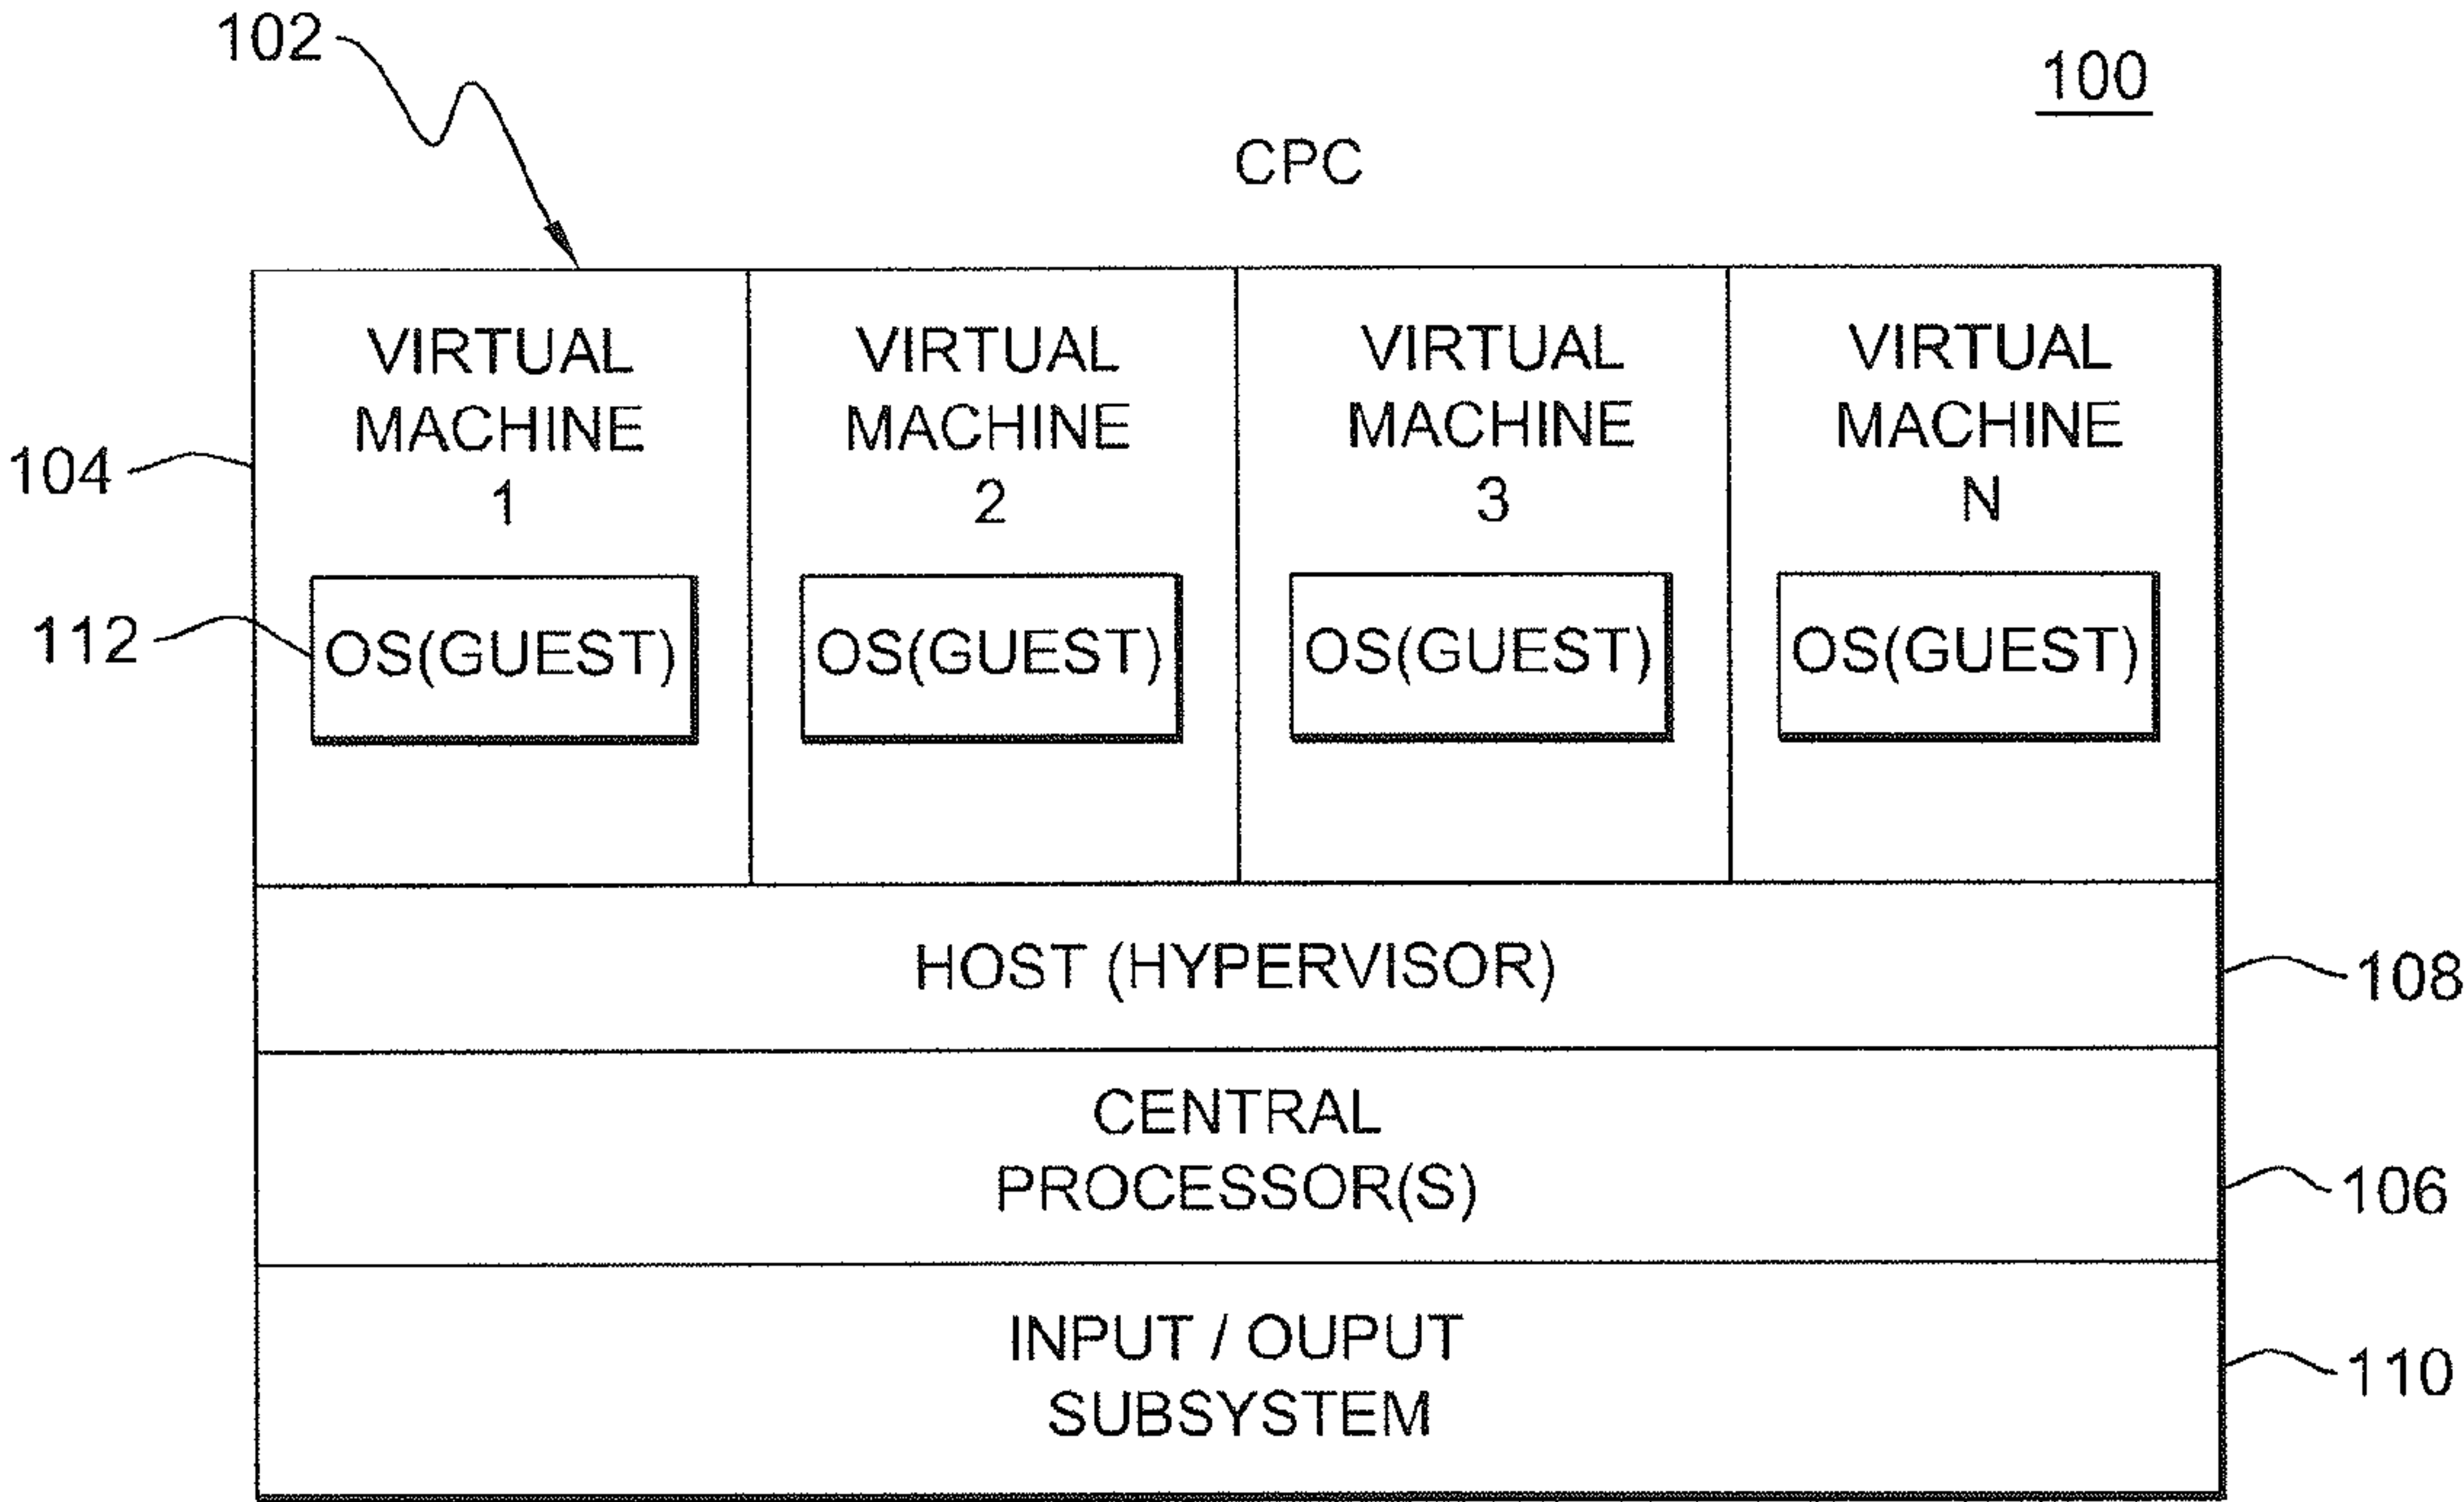 102
100
CPC
VIRTUAL MACHINE 1
VIRTUAL MACHINE 2
VIRTUAL MACHINE 3
VIRTUAL MACHINE N
104
112
OS(GUEST)
OS(GUEST)
OS(GUEST)
OS(GUEST)
HOST (HYPERVISOR)
108
CENTRAL
PROCESSOR(S)
106
INPUT / OUPUT
SUBSYSTEM
110